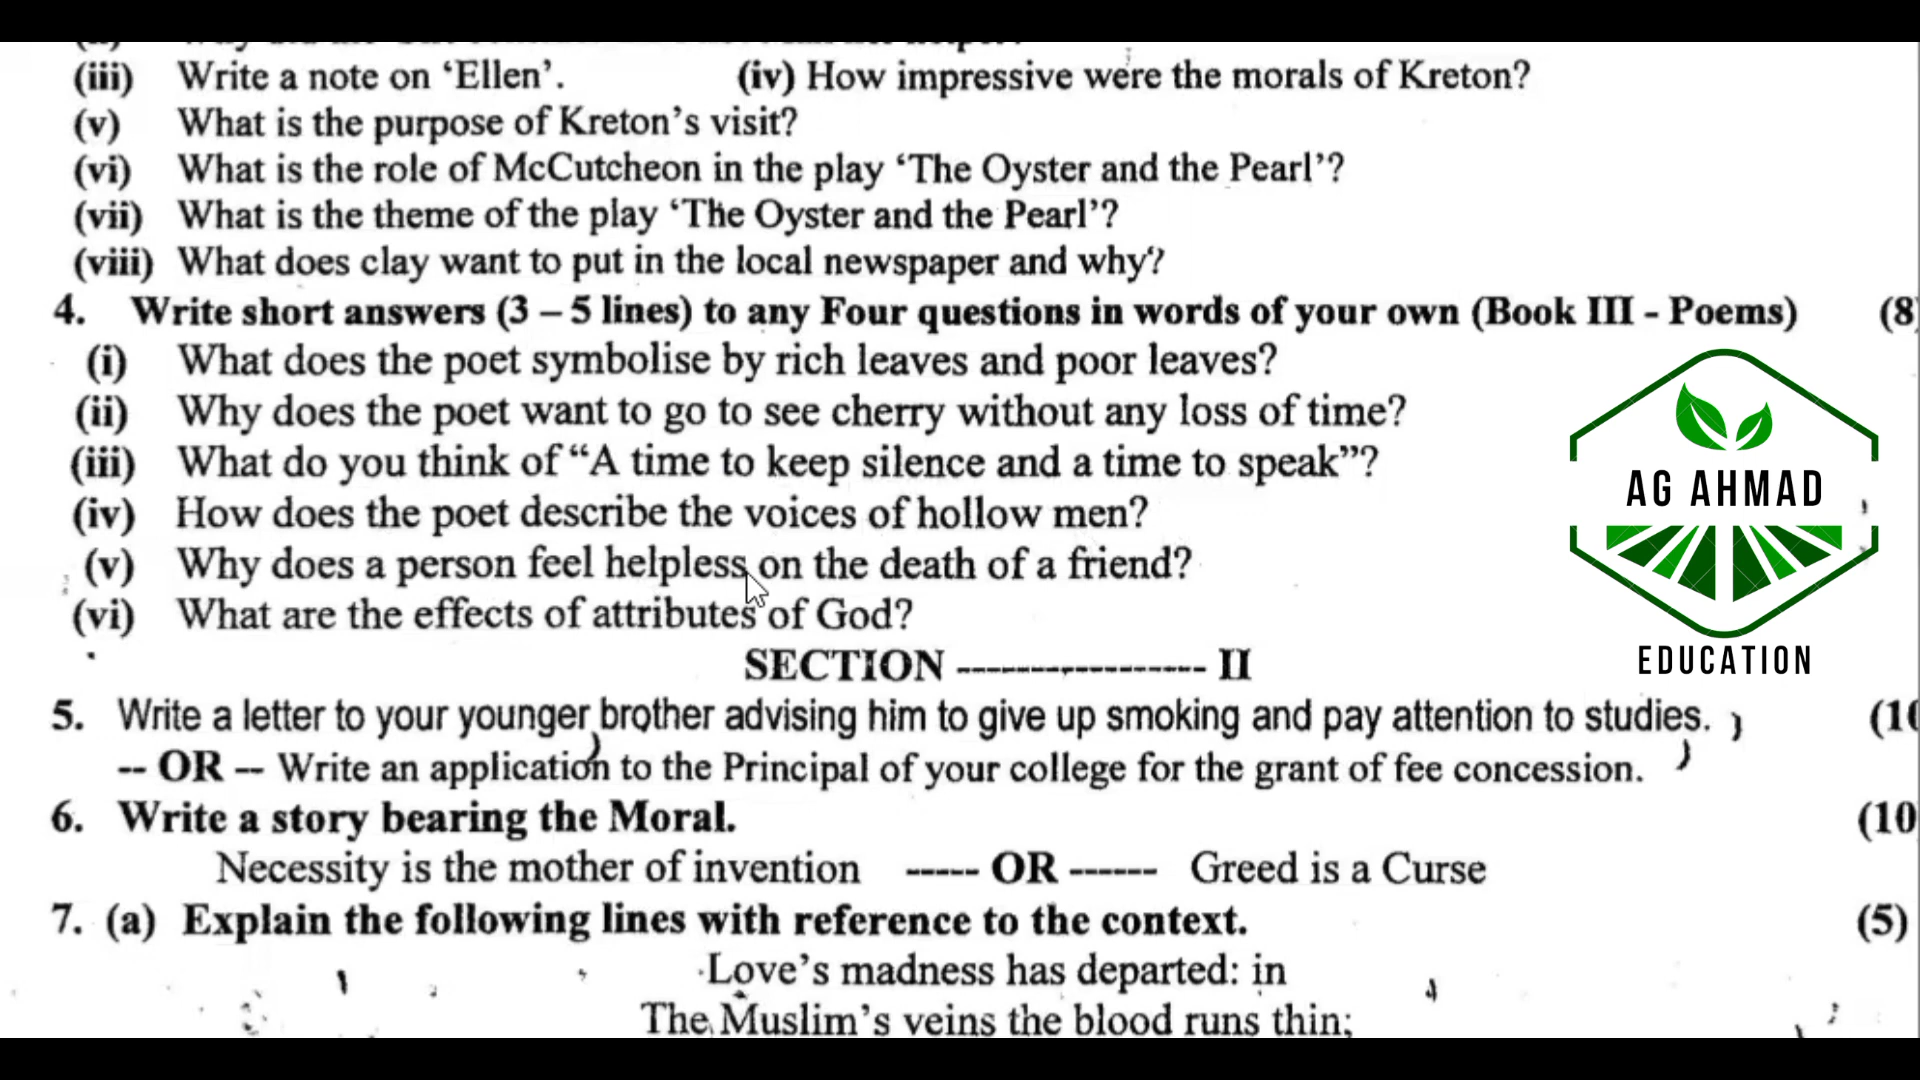 (iii) Write a note on ‘Ellen’. (iv) How impressive were the morals of Kreton?
(v) What is the purpose of Kreton’s visit?
(vi) What is the role of McCutcheon in the play ‘The Oyster and the Pearl’?
(vii) What is the theme of the play ‘The Oyster and the Pearl’?
(viii) What does clay want to put in the local newspaper and why?
4. Write short answers (3 – 5 lines) to any Four questions in words of your own (Book III - Poems) (8)
(i) What does the poet symbolise by rich leaves and poor leaves?
(ii) Why does the poet want to go to see cherry without any loss of time?
(iii) What do you think of “A time to keep silence and a time to speak”?
(iv) How does the poet describe the voices of hollow men?
(v) Why does a person feel helpless on the death of a friend?
(vi) What are the effects of attributes of God?
AG AHMAD
EDUCATION
SECTION ------------------ II
5. Write a letter to your younger brother advising him to give up smoking and pay attention to studies. (10
-- OR -- Write an application to the Principal of your college for the grant of fee concession.
6. Write a story bearing the Moral. (10
Necessity is the mother of invention ----- OR ------ Greed is a Curse
7. (a) Explain the following lines with reference to the context. (5)
Love’s madness has departed: in
The Muslim’s veins the blood runs thin;